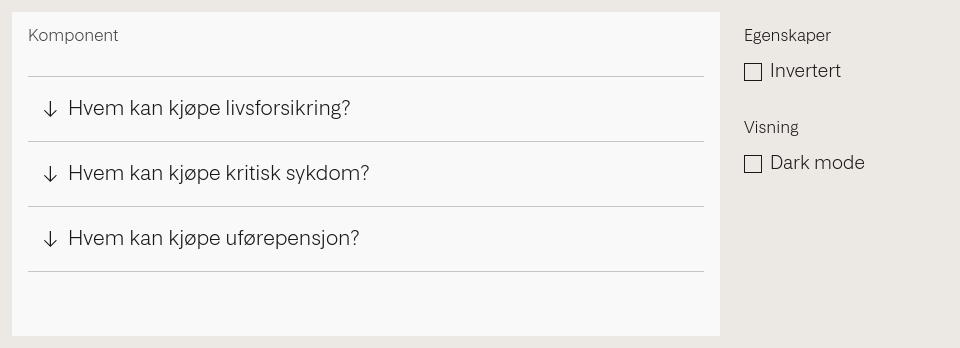 Komponent
Hvem kan kjøpe livsforsikring?
Hvem kan kjøpe kritisk sykdom?
Hvem kan kjøpe uførepensjon?
Egenskaper
Invertert
Visning
Dark mode